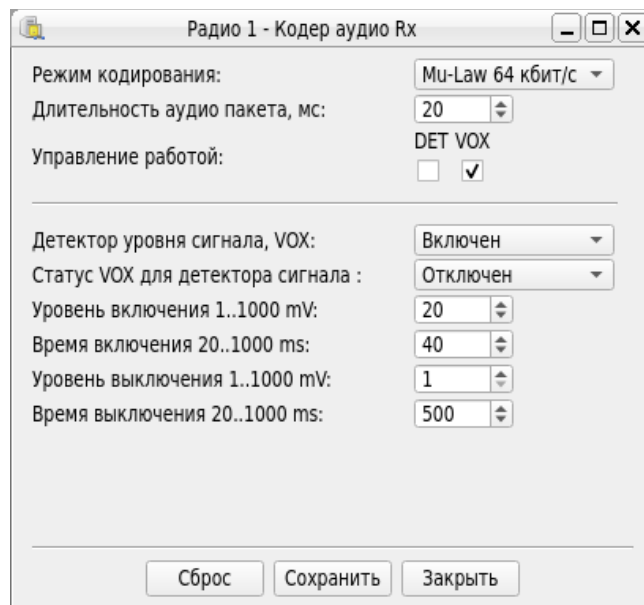 Радио 1 - Кодер аудио Rx
Режим кодирования: Mu-Law 64 кбит/с
Длительность аудио пакета, мс: 20
DET VOX
Управление работой:
Детектор уровня сигнала, VOX: Включен
Статус VOX для детектора сигнала : Отключен
Уровень включения 1..1000 mV: 20
Время включения 20..1000 ms: 40
Уровень выключения 1..1000 mV: 1
Время выключения 20..1000 ms: 500
Сброс Сохранить Закрыть